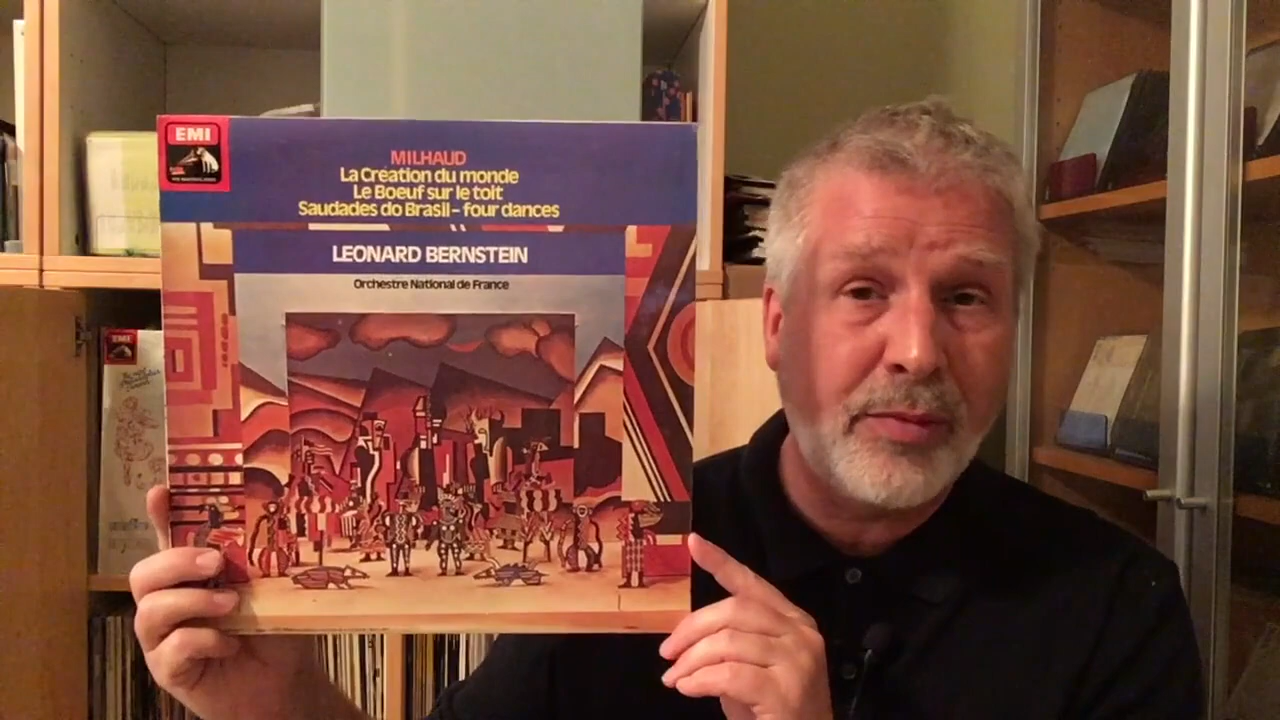 EMI
MILHAUD
La Création du monde
Le Boeuf sur le toit
Saudades do Brasil – four dances
LEONARD BERNSTEIN
Orchestre National de France
EMI